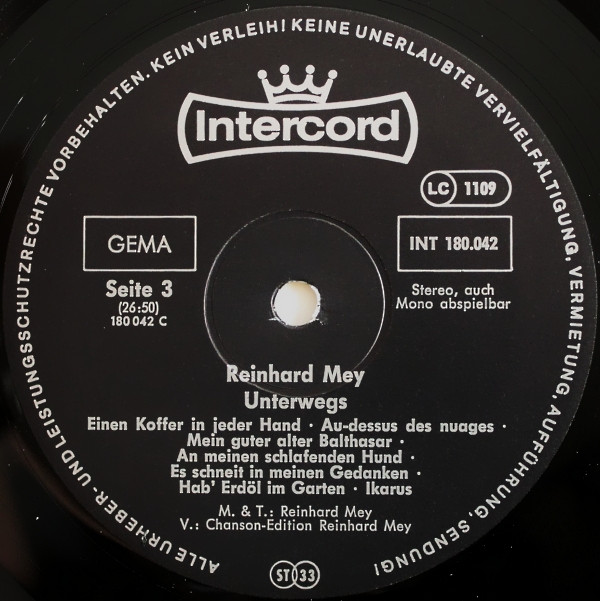 ALLE URHEBER- UND LEISTUNGSSCHUTZRECHTE VORBEHALTEN. KEIN VERLEIH! KEINE UNERLAUBTE VERVIELFÄLTIGUNG, VERMIETUNG, AUFFÜHRUNG, SENDUNG!
Intercord
LC 1109
GEMA
INT 180.042
Seite 3
(26:50)
180 042 C
Stereo, auch
Mono abspielbar
Reinhard Mey
Unterwegs
Einen Koffer in jeder Hand · Au-dessus des nuages ·
Mein guter alter Balthasar ·
An meinen schlafenden Hund ·
Es schneit in meinen Gedanken ·
Hab' Erdöl im Garten · Ikarus
M. & T.: Reinhard Mey
V.: Chanson-Edition Reinhard Mey
ST 33